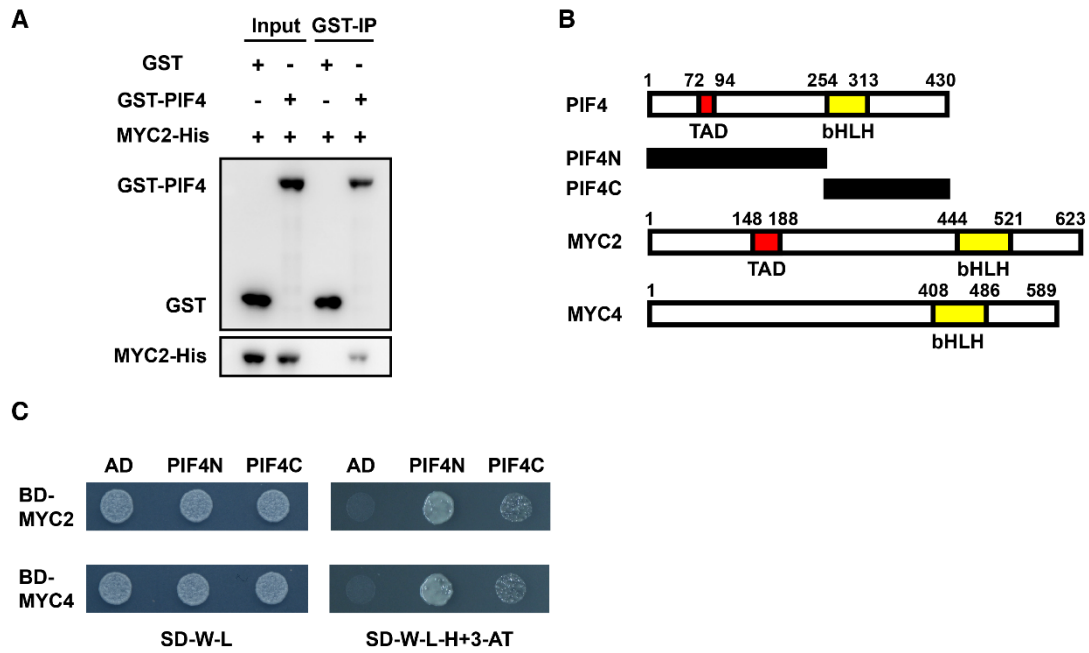 A
Input GST-IP
GST + - + -
GST-PIF4 - + - +
MYC2-His + + + +
GST-PIF4
GST
MYC2-His
B
1 72 94 254 313 430
PIF4
TAD bHLH
PIF4N
PIF4C
1 148 188 444 521 623
MYC2
TAD bHLH
1 408 486 589
MYC4
bHLH
C
AD PIF4N PIF4C AD PIF4N PIF4C
BD-
MYC2
BD-
MYC4
SD-W-L SD-W-L-H+3-AT